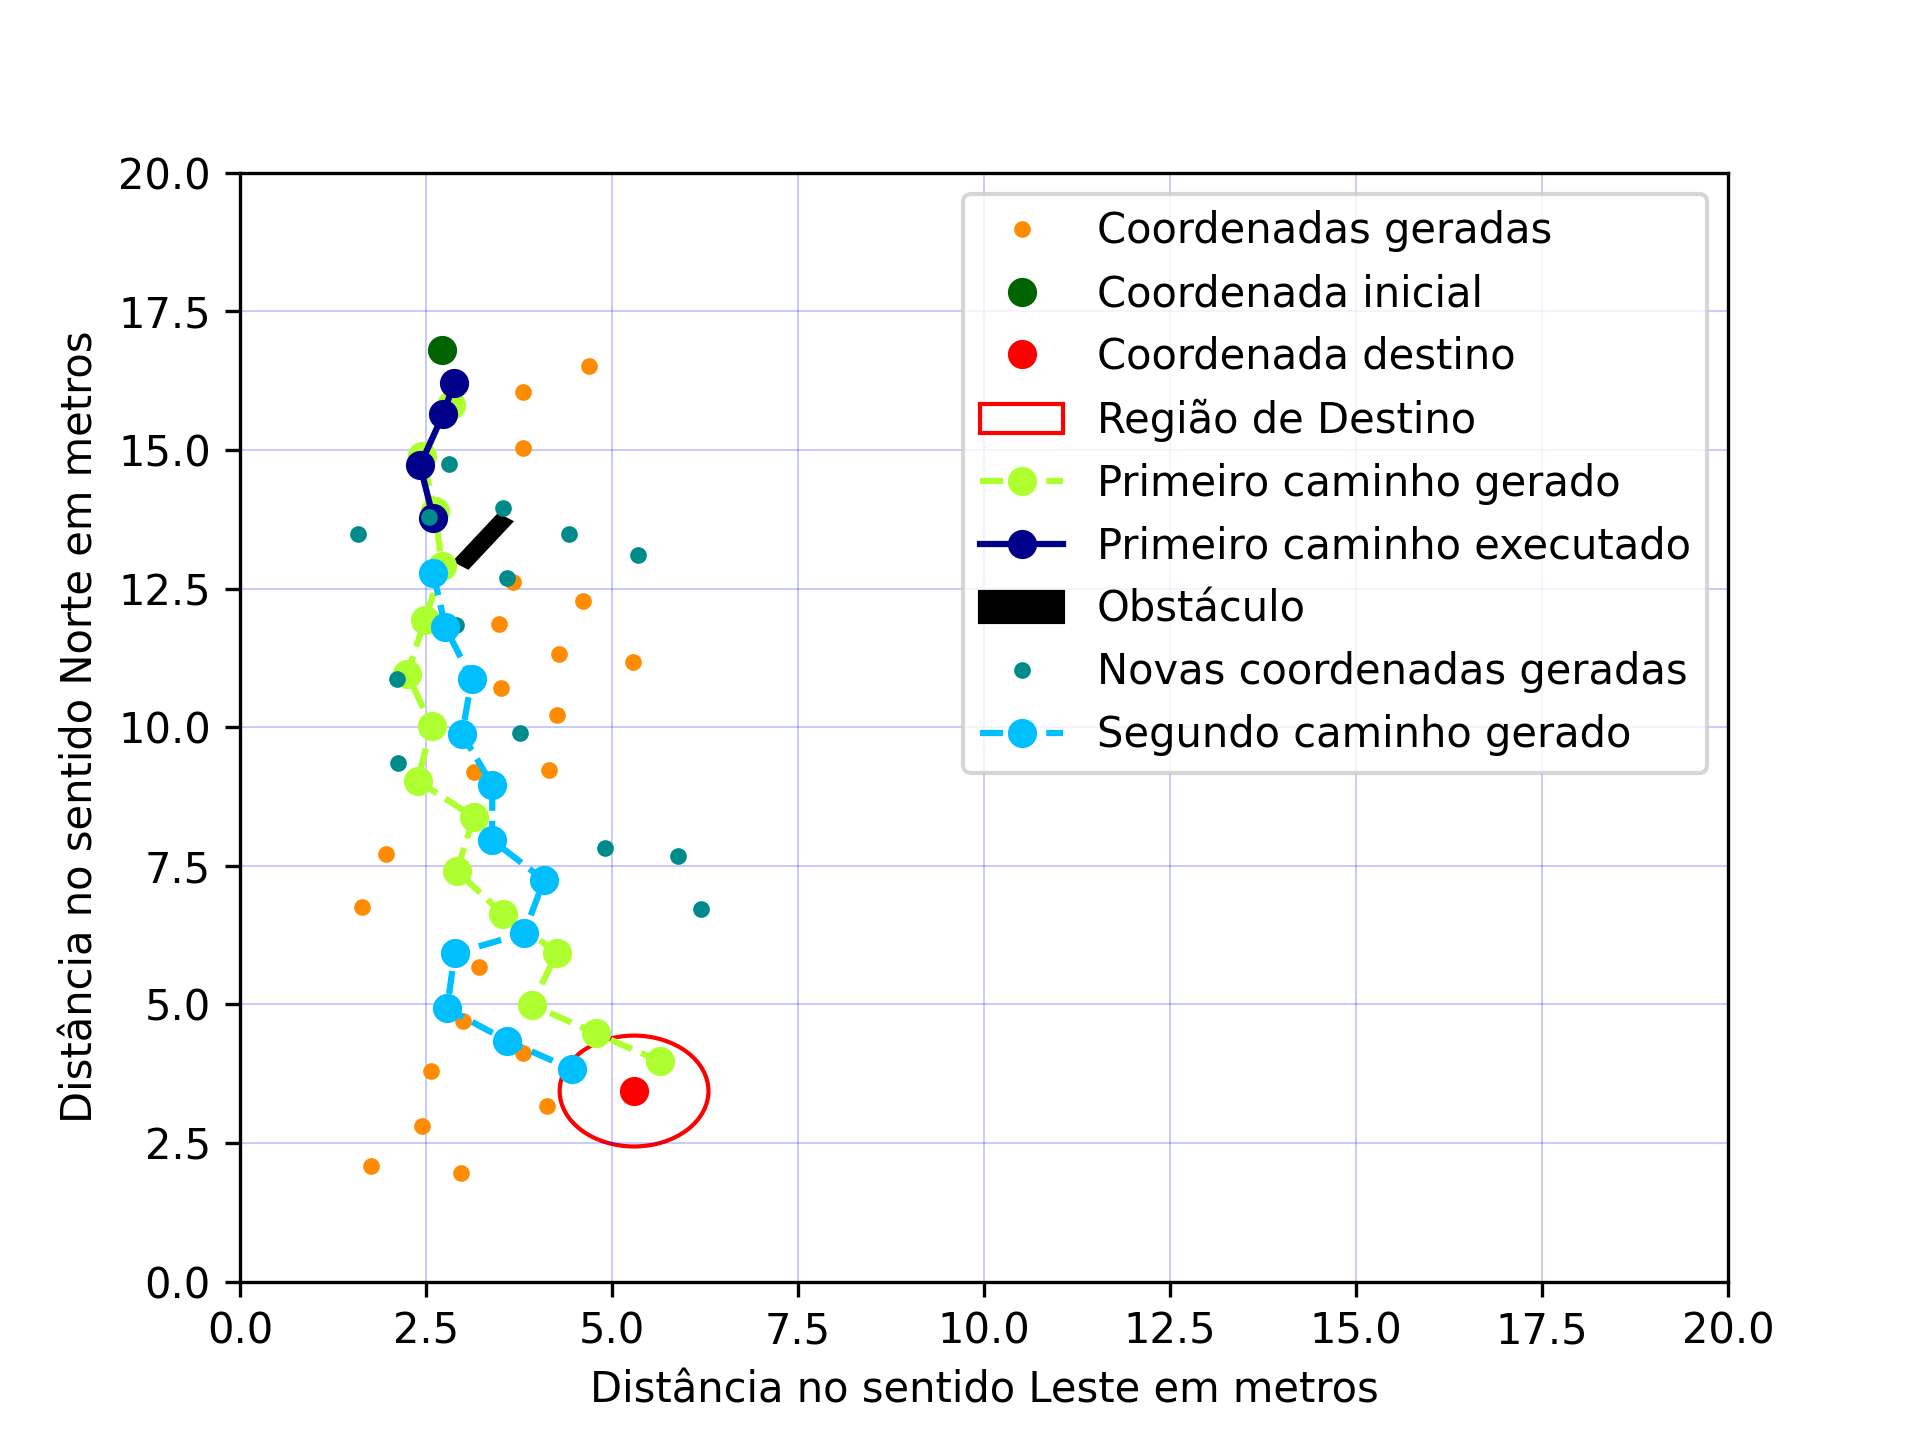 20.0
17.5
15.0
12.5
10.0
7.5
5.0
2.5
0.0
Distância no sentido Norte em metros
Coordenadas geradas
Coordenada inicial
Coordenada destino
Região de Destino
Primeiro caminho gerado
Primeiro caminho executado
Obstáculo
Novas coordenadas geradas
Segundo caminho gerado
0.0 2.5 5.0 7.5 10.0 12.5 15.0 17.5 20.0
Distância no sentido Leste em metros